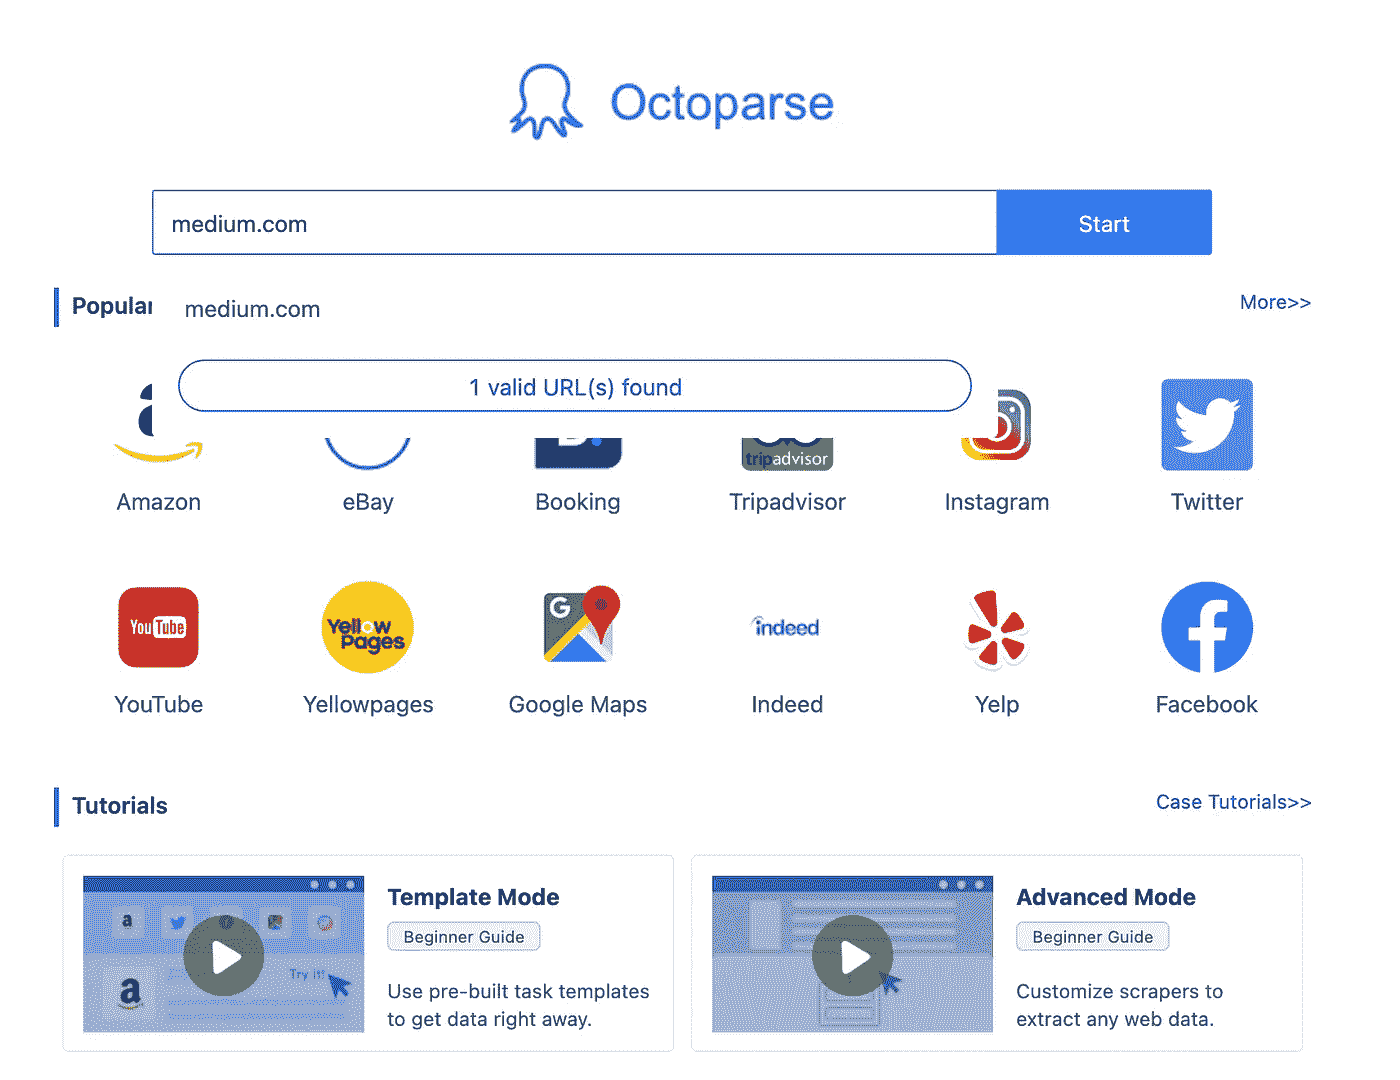 Octoparse
medium.com
Start
Popular
medium.com
More>>
1 valid URL(s) found
tripadvisor
Amazon
eBay
Booking
Tripadvisor
Instagram
Twitter
YouTube
Yellow
Pages
G
indeed
YouTube
Yellowpages
Google Maps
Indeed
Yelp
Facebook
Tutorials
Case Tutorials>>
Template Mode
Beginner Guide
Try it!
Use pre-built task templates
to get data right away.
Advanced Mode
Beginner Guide
Customize scrapers to
extract any web data.